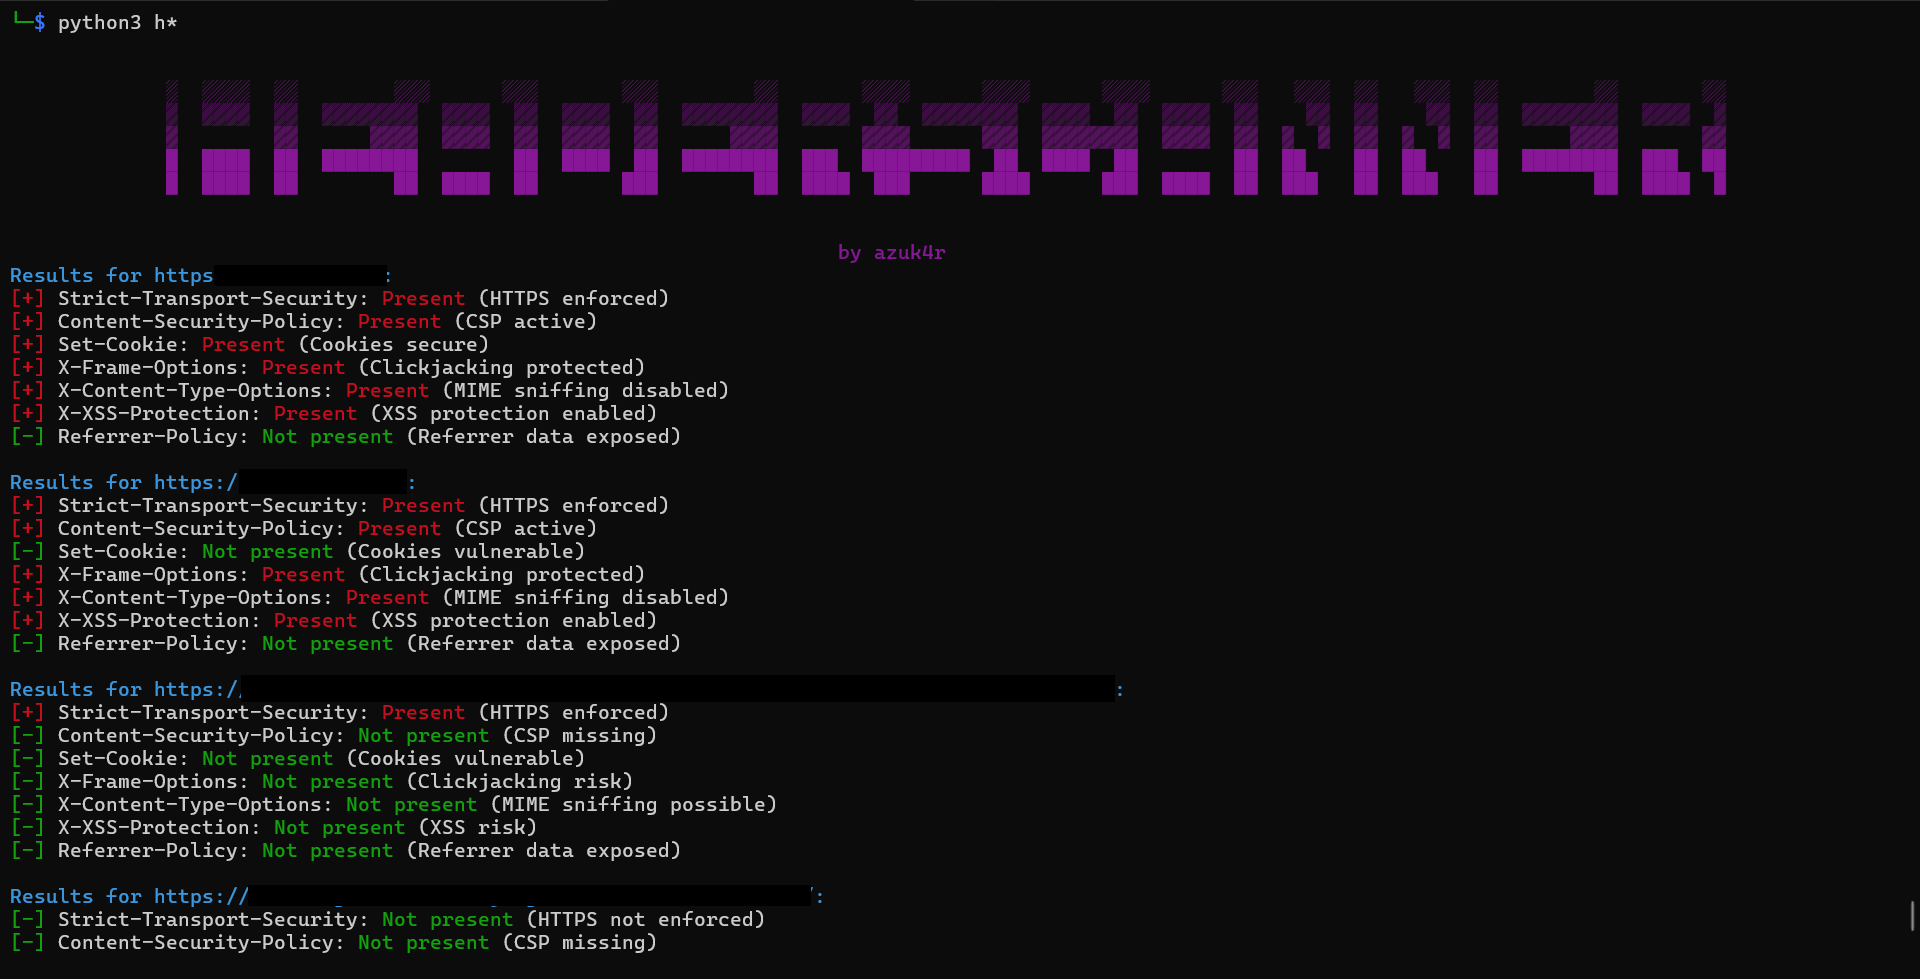 └─$ python3 h*
by azuk4r
Results for https :
[+] Strict-Transport-Security: Present (HTTPS enforced)
[+] Content-Security-Policy: Present (CSP active)
[+] Set-Cookie: Present (Cookies secure)
[+] X-Frame-Options: Present (Clickjacking protected)
[+] X-Content-Type-Options: Present (MIME sniffing disabled)
[+] X-XSS-Protection: Present (XSS protection enabled)
[-] Referrer-Policy: Not present (Referrer data exposed)
Results for https:/ :
[+] Strict-Transport-Security: Present (HTTPS enforced)
[+] Content-Security-Policy: Present (CSP active)
[-] Set-Cookie: Not present (Cookies vulnerable)
[+] X-Frame-Options: Present (Clickjacking protected)
[+] X-Content-Type-Options: Present (MIME sniffing disabled)
[+] X-XSS-Protection: Present (XSS protection enabled)
[-] Referrer-Policy: Not present (Referrer data exposed)
Results for https:// :
[+] Strict-Transport-Security: Present (HTTPS enforced)
[-] Content-Security-Policy: Not present (CSP missing)
[-] Set-Cookie: Not present (Cookies vulnerable)
[-] X-Frame-Options: Not present (Clickjacking risk)
[-] X-Content-Type-Options: Not present (MIME sniffing possible)
[-] X-XSS-Protection: Not present (XSS risk)
[-] Referrer-Policy: Not present (Referrer data exposed)
Results for https:// /:
[-] Strict-Transport-Security: Not present (HTTPS not enforced)
[-] Content-Security-Policy: Not present (CSP missing)